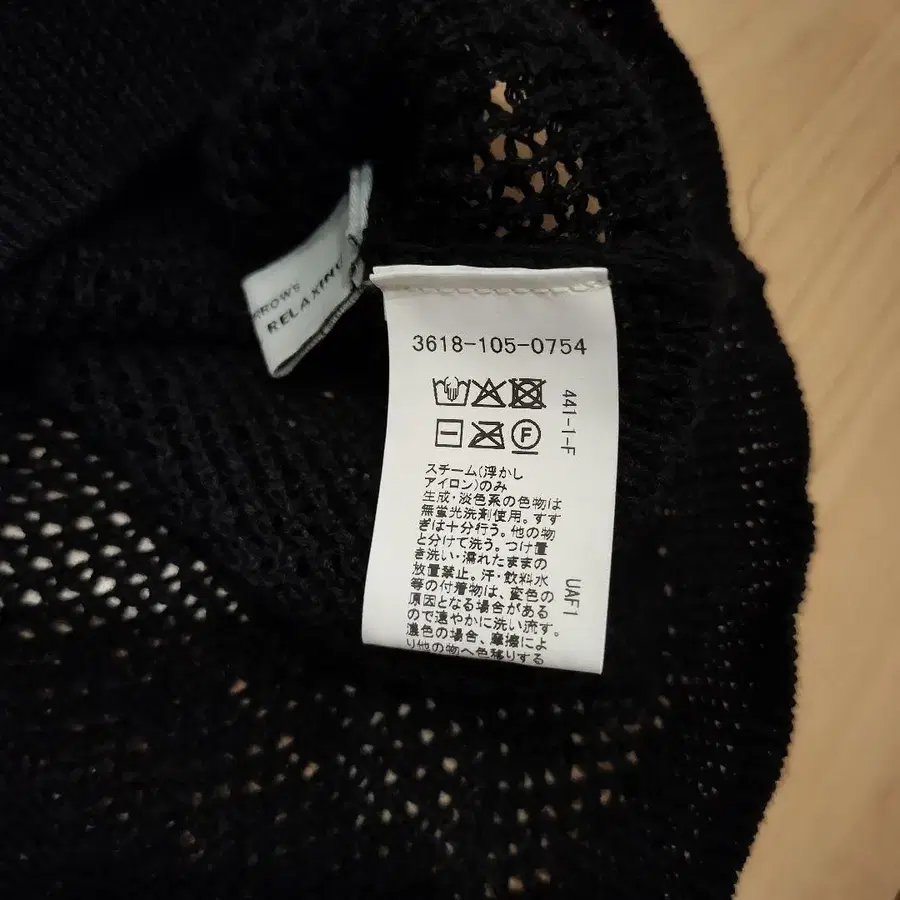 RROWS
RELAXING
3618-105-0754
441-1-F
F
スチーム(浮かし
アイロン)のみ
生成・淡色系の色物は
無蛍光洗剤使用。すす
ぎは十分行う。他の物
と分けて洗う。つけ置
き洗い・濡れたままの
放置禁止。汗・飲料水
等の付着物は、変色の
原因となる場合がある
ので速やかに洗い流す。
濃色の場合、摩擦によ
り他の物へ色移りする
UAF1